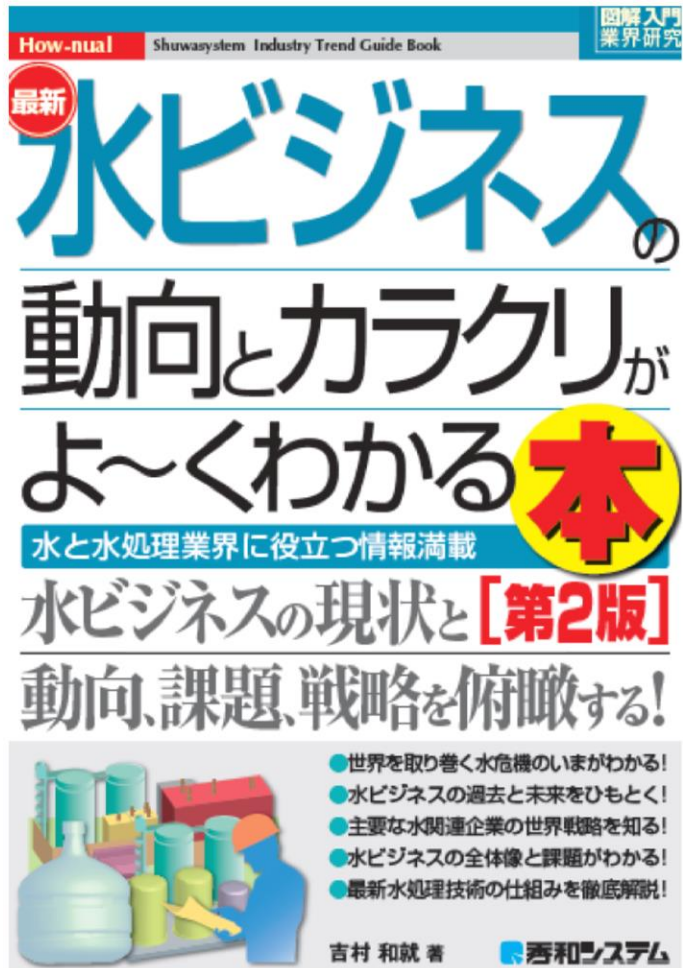 How-nual
Shuwasystem Industry Trend Guide Book
図解入門
業界研究
最新
水ビジネスの
動向とカラクリが
よ〜くわかる本
水と水処理業界に役立つ情報満載
水ビジネスの現状と[第2版]
動向、課題、戦略を俯瞰する!
●世界を取り巻く水危機のいまがわかる!
●水ビジネスの過去と未来をひもとく!
●主要な水関連企業の世界戦略を知る!
●水ビジネスの全体像と課題がわかる!
●最新水処理技術の仕組みを徹底解説!
吉村 和就 著
秀和システム